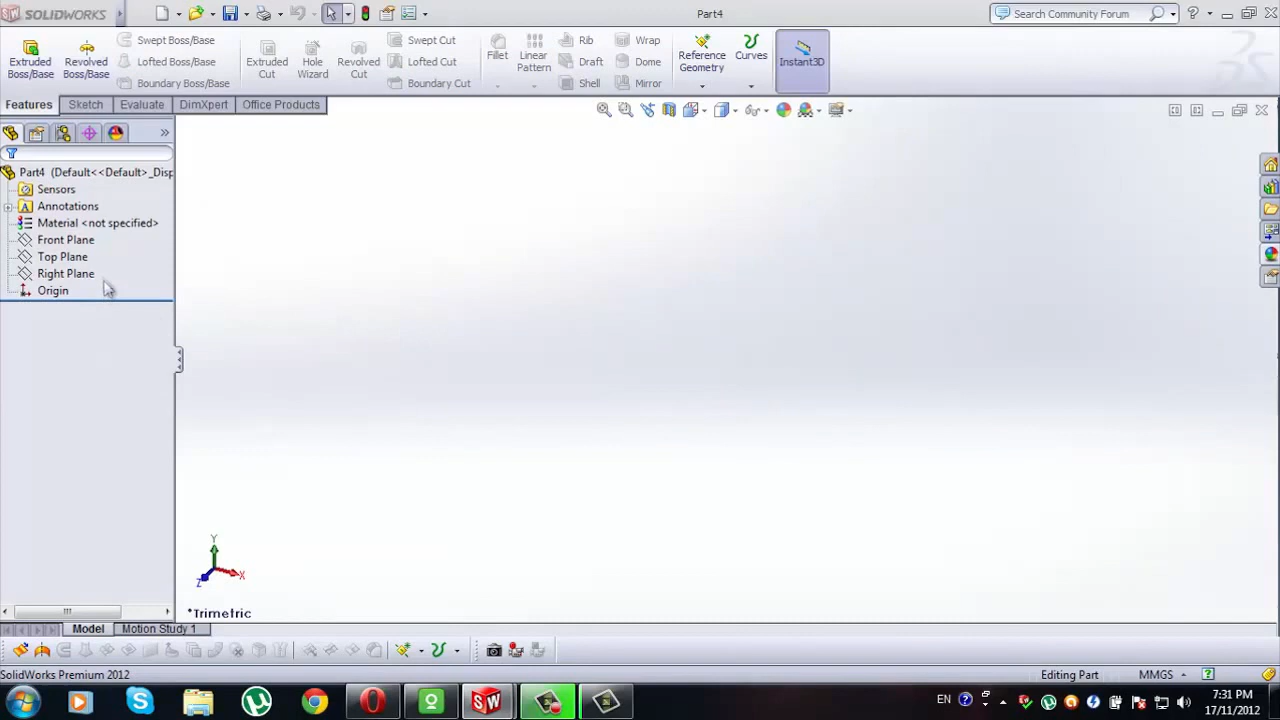 SOLIDWORKS
Part4
Search Community Forum
Extruded Boss/Base
Revolved Boss/Base
Swept Boss/Base
Lofted Boss/Base
Boundary Boss/Base
Extruded Cut
Hole Wizard
Revolved Cut
Swept Cut
Lofted Cut
Boundary Cut
Fillet
Linear Pattern
Rib
Draft
Shell
Wrap
Dome
Mirror
Reference Geometry
Curves
Instant3D
Features
Sketch
Evaluate
DimXpert
Office Products
Part4 (Default<<Default>_Disp
Sensors
Annotations
Material <not specified>
Front Plane
Top Plane
Right Plane
Origin
Y
X
Z
*Trimetric
Model
Motion Study 1
SolidWorks Premium 2012
Editing Part
MMGS
EN
7:31 PM
17/11/2012